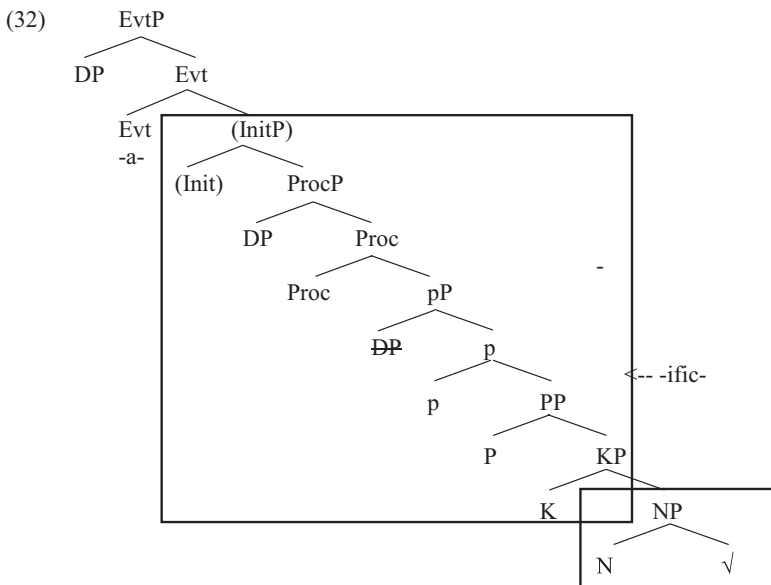 (32) EvtP
DP Evt
Evt (InitP)
-a-
(Init) ProcP
DP Proc
-
Proc pP
DP p
<-- -ific-
p PP
P KP
K NP
N √